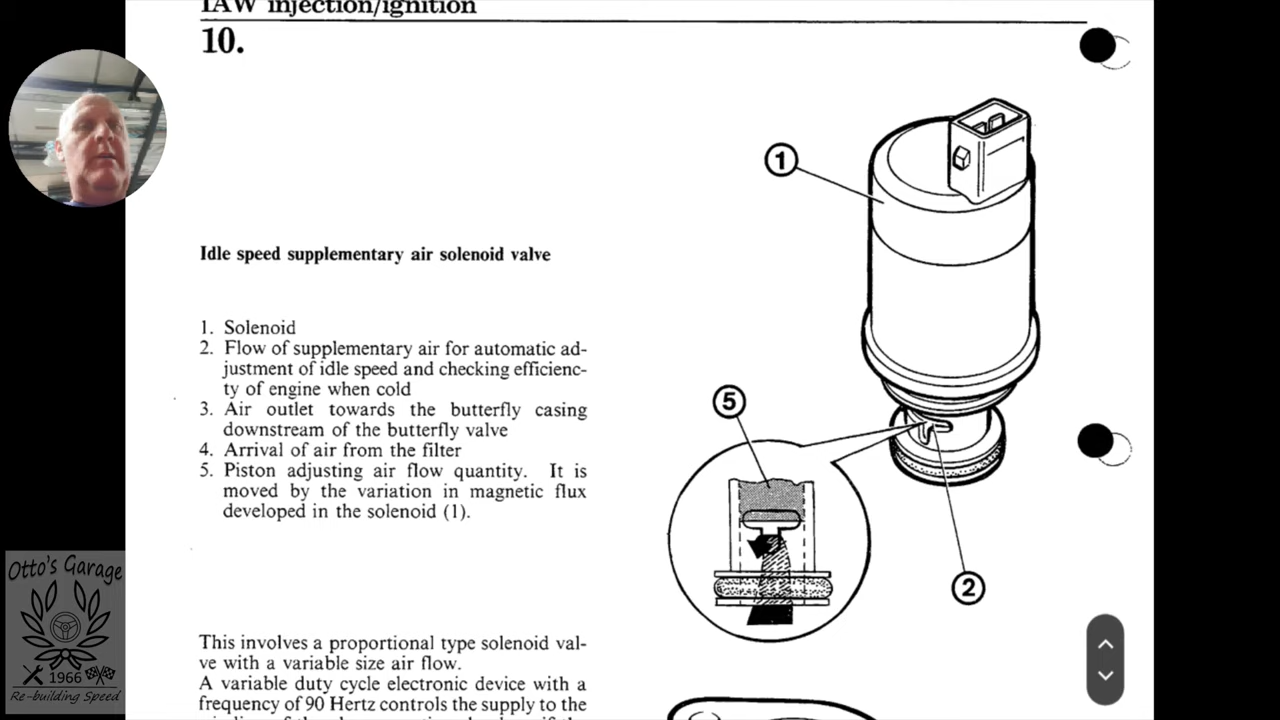 IAW injection/ignition
10.
Idle speed supplementary air solenoid valve
1. Solenoid
2. Flow of supplementary air for automatic ad-
justment of idle speed and checking efficienc-
ty of engine when cold
3. Air outlet towards the butterfly casing
downstream of the butterfly valve
4. Arrival of air from the filter
5. Piston adjusting air flow quantity. It is
moved by the variation in magnetic flux
developed in the solenoid (1).
This involves a proportional type solenoid val-
ve with a variable size air flow.
A variable duty cycle electronic device with a
frequency of 90 Hertz controls the supply to the
1
5
2
Otto's Garage
1966
Re-building Speed